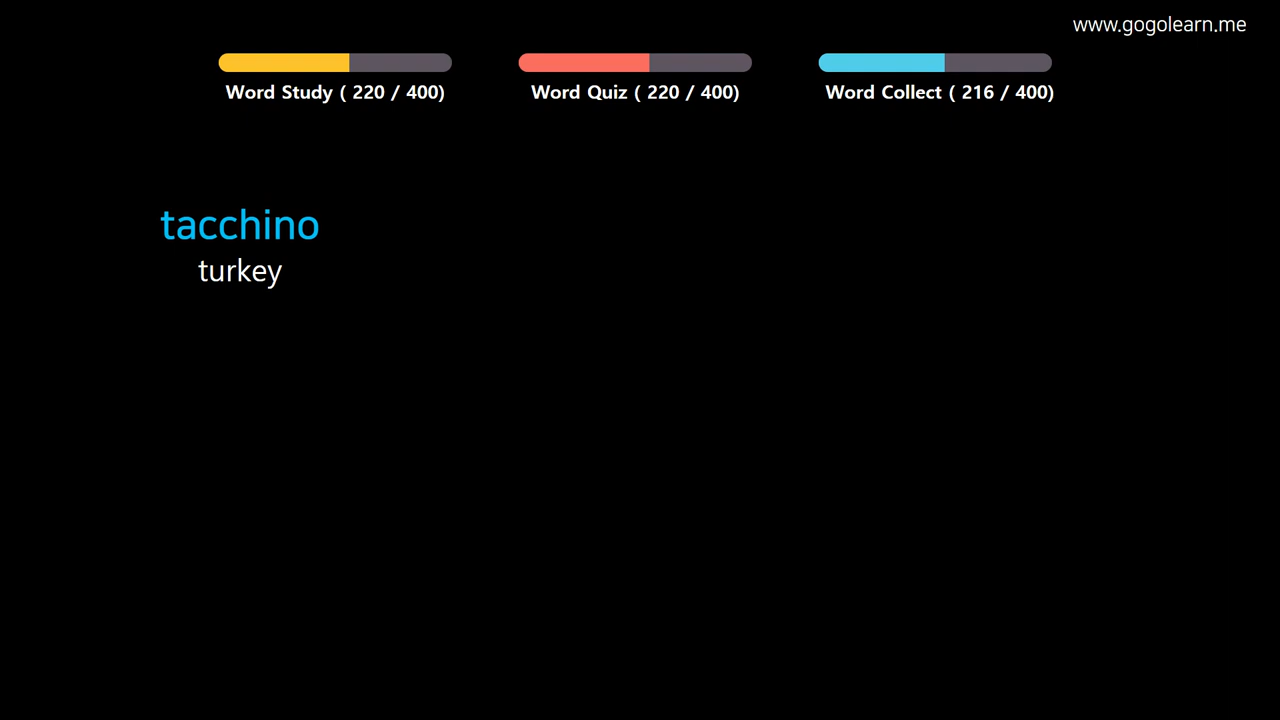 www.gogolearn.me
Word Study ( 220 / 400)
Word Quiz ( 220 / 400)
Word Collect ( 216 / 400)
tacchino
turkey